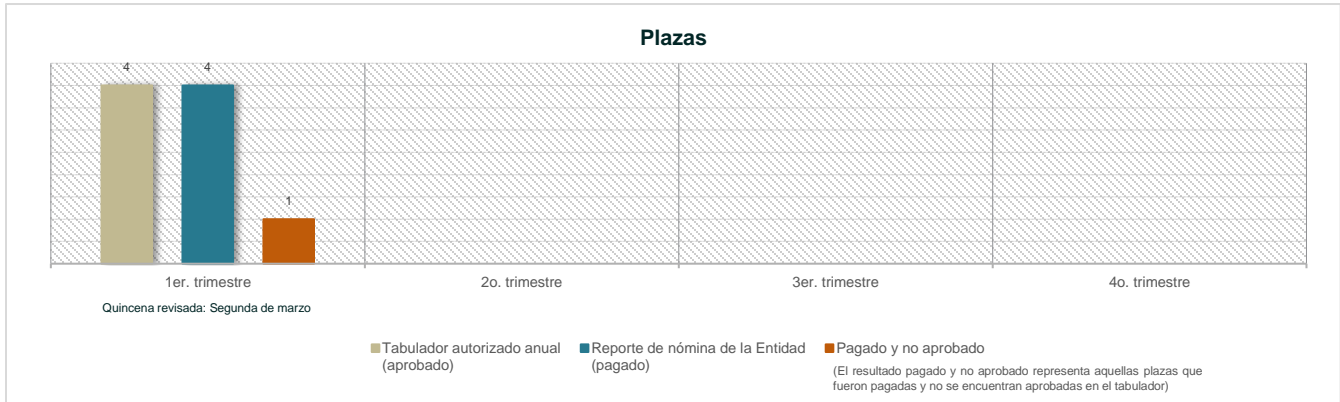 Plazas
4
4
1
1er. trimestre
2o. trimestre
3er. trimestre
4o. trimestre
Quincena revisada: Segunda de marzo
Tabulador autorizado anual
(aprobado)
Reporte de nómina de la Entidad
(pagado)
Pagado y no aprobado
(El resultado pagado y no aprobado representa aquellas plazas que
fueron pagadas y no se encuentran aprobadas en el tabulador)